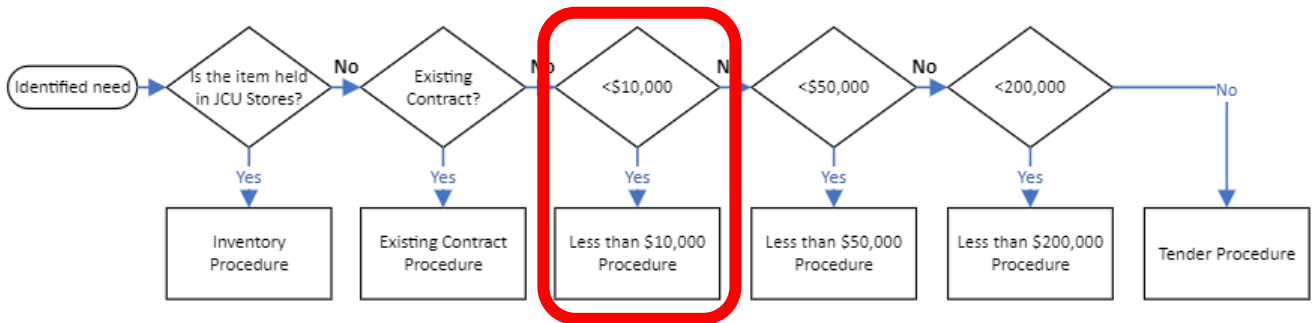 Identified need
Is the item held
in JCU Stores?
No
Existing
Contract?
No
<$10,000
No
<$50,000
No
<200,000
No
Yes
Yes
Yes
Yes
Yes
Inventory
Procedure
Existing Contract
Procedure
Less than $10,000
Procedure
Less than $50,000
Procedure
Less than $200,000
Procedure
Tender Procedure